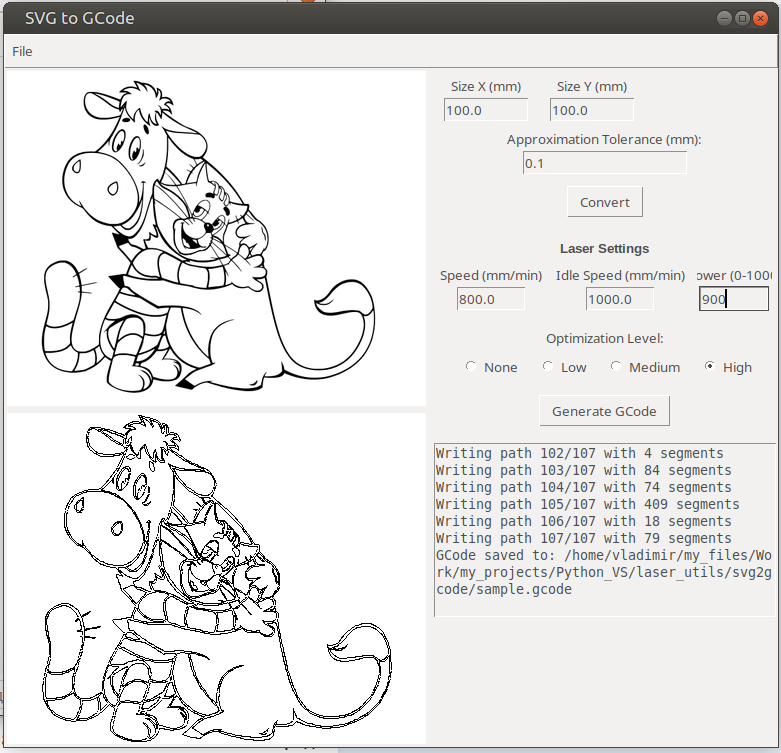 SVG to GCode
File
Size X (mm) Size Y (mm)
100.0 100.0
Approximation Tolerance (mm):
0.1
Convert
Laser Settings
Speed (mm/min) Idle Speed (mm/min) ower (0-100
800.0 1000.0 900
Optimization Level:
None Low Medium High
Generate GCode
Writing path 102/107 with 4 segments
Writing path 103/107 with 84 segments
Writing path 104/107 with 74 segments
Writing path 105/107 with 409 segments
Writing path 106/107 with 18 segments
Writing path 107/107 with 79 segments
GCode saved to: /home/vladimir/my_files/Wo
rk/my_projects/Python_VS/laser_utils/svg2g
code/sample.gcode